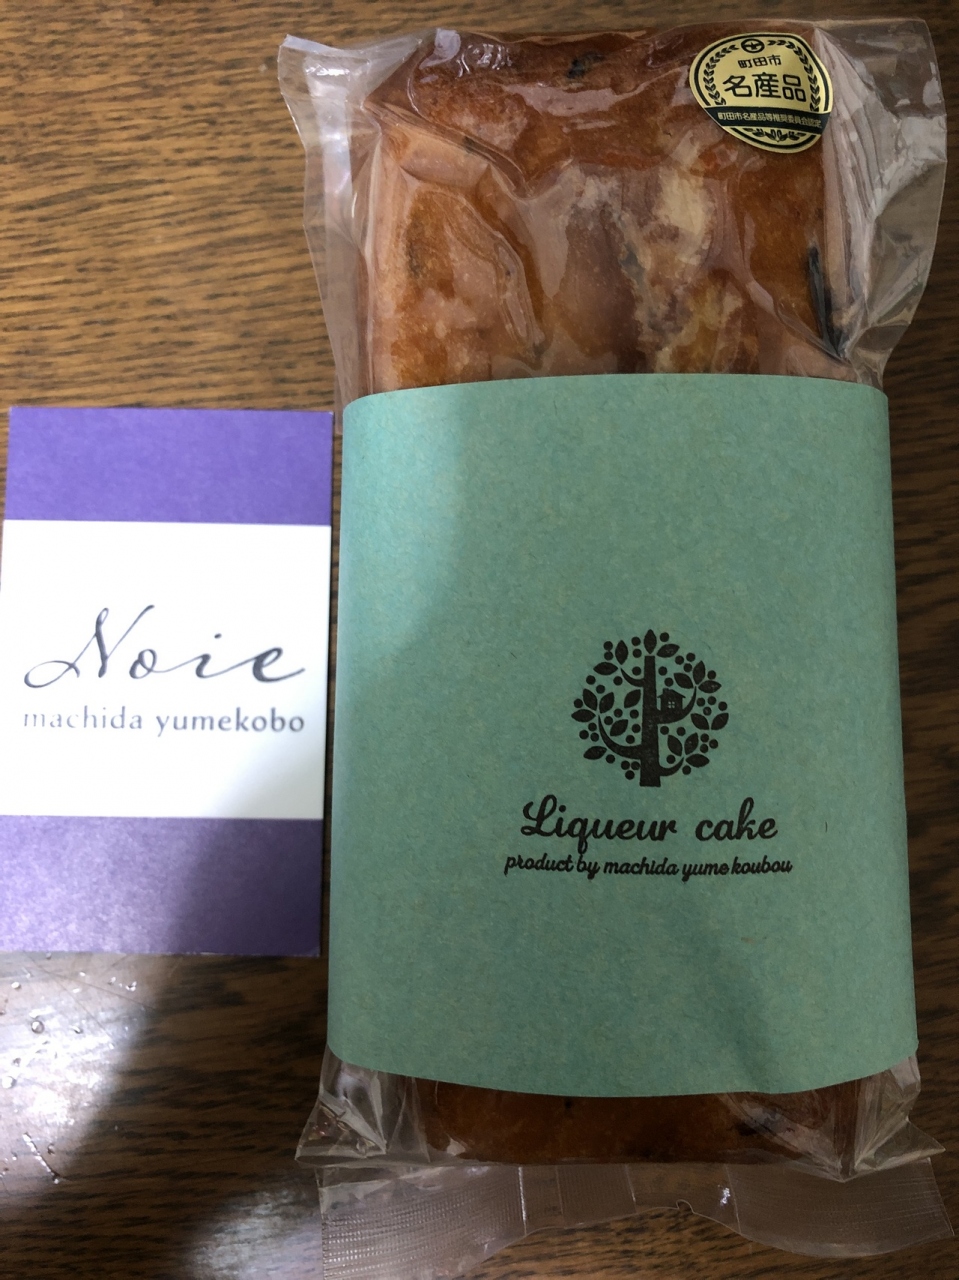 町田市
名産品
町田市名産品等推奨委員会認定
Noie
machida yumekobo
Liqueur cake
product by machida yume koubou